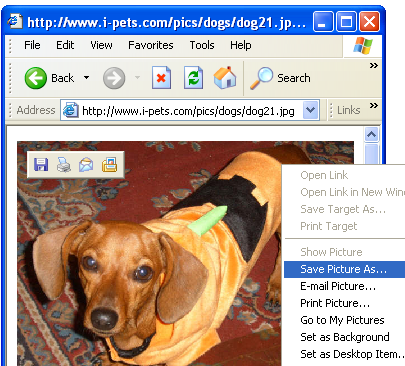 http://www.i-pets.com/pics/dogs/dog21.jp...
File Edit View Favorites Tools Help
Back Search
Address http://www.i-pets.com/pics/dogs/dog21.jpg Links
Open Link
Open Link in New Win
Save Target As...
Print Target
Show Picture
Save Picture As...
E-mail Picture...
Print Picture...
Go to My Pictures
Set as Background
Set as Desktop Item...